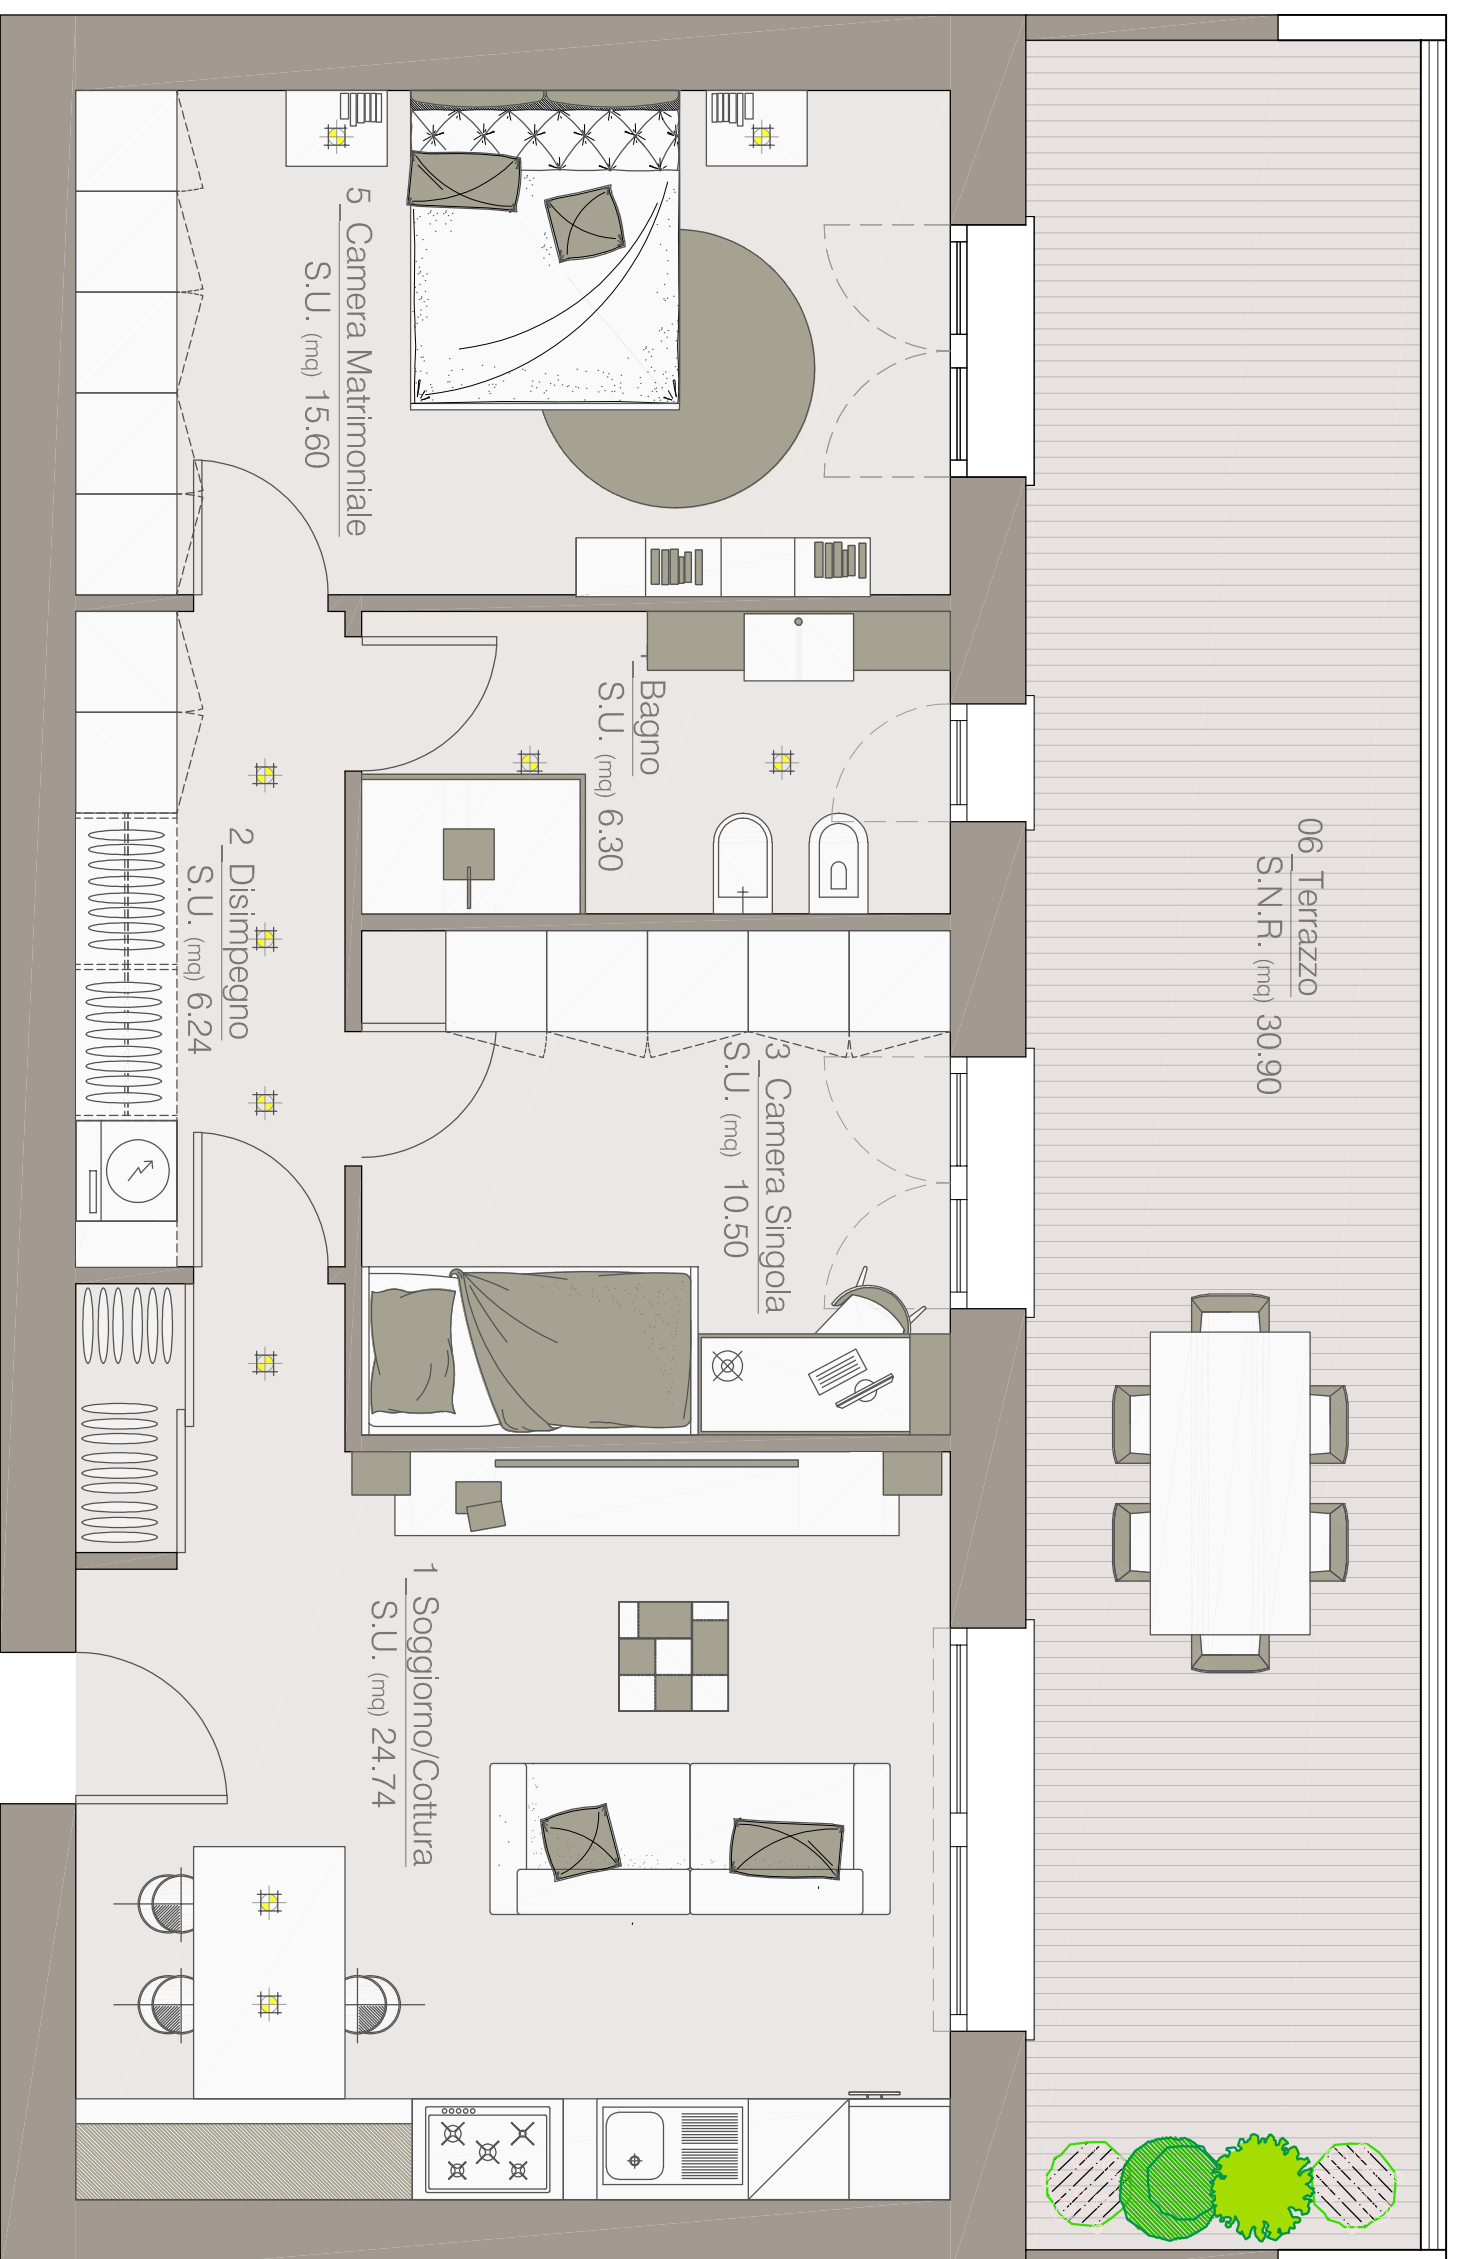 5_Camera Matrimoniale
S.U. (mq) 15.60
_Bagno
S.U. (mq) 6.30
2_Disimpegno
S.U. (mq) 6.24
06_Terrazzo
S.N.R. (mq) 30.90
3_Camera Singola
S.U. (mq) 10.50
1_Soggiorno/Cottura
S.U. (mq) 24.74